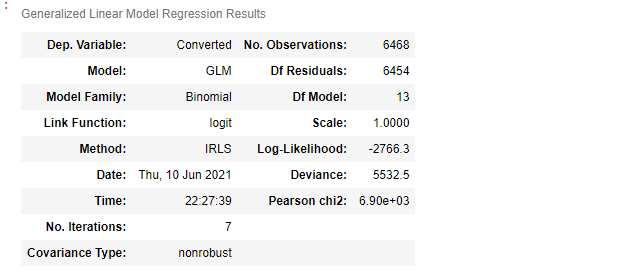 :
Generalized Linear Model Regression Results
Dep. Variable: Converted No. Observations: 6468
Model: GLM Df Residuals: 6454
Model Family: Binomial Df Model: 13
Link Function: logit Scale: 1.0000
Method: IRLS Log-Likelihood: -2766.3
Date: Thu, 10 Jun 2021 Deviance: 5532.5
Time: 22:27:39 Pearson chi2: 6.90e+03
No. Iterations: 7
Covariance Type: nonrobust